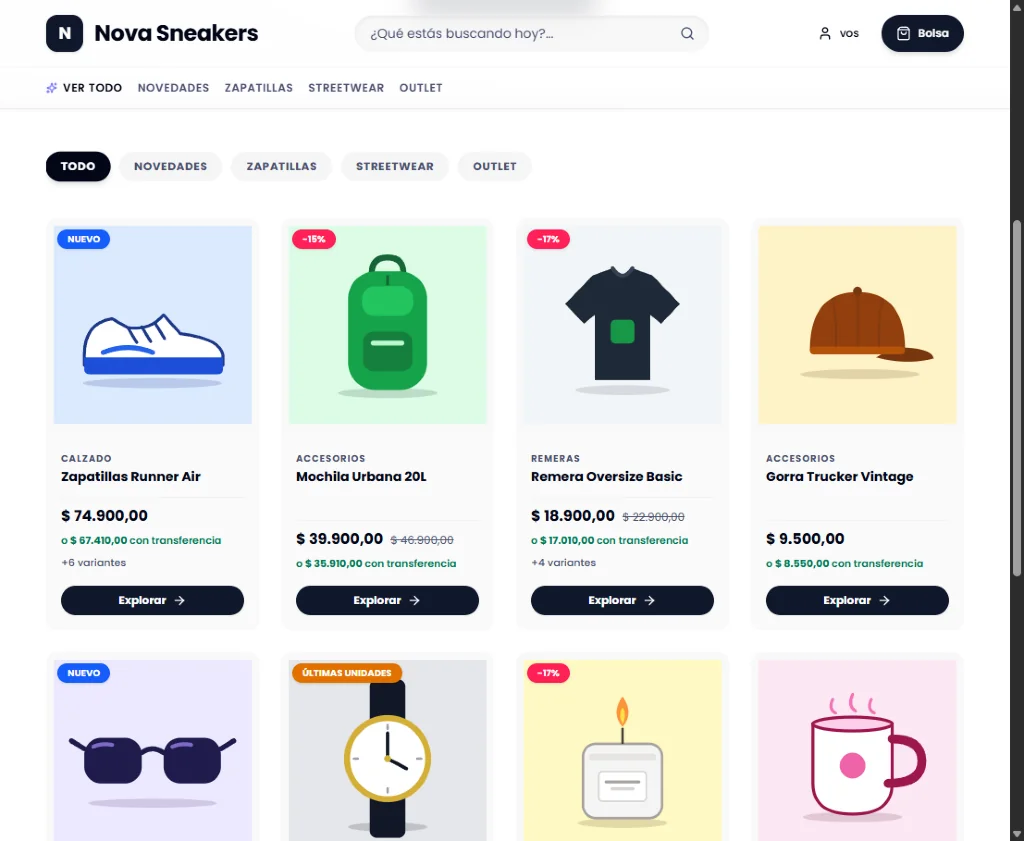 N Nova Sneakers
¿Qué estás buscando hoy?...
VOS
Bolsa
VER TODO NOVEDADES ZAPATILLAS STREETWEAR OUTLET
TODO NOVEDADES ZAPATILLAS STREETWEAR OUTLET
NUEVO
CALZADO
Zapatillas Runner Air
$ 74.900,00
o $ 67.410,00 con transferencia
+6 variantes
Explorar
-15%
ACCESORIOS
Mochila Urbana 20L
$ 39.900,00 $ 46.900,00
o $ 35.910,00 con transferencia
Explorar
-17%
REMERAS
Remera Oversize Basic
$ 18.900,00 $ 22.900,00
o $ 17.010,00 con transferencia
+4 variantes
Explorar
ACCESORIOS
Gorra Trucker Vintage
$ 9.500,00
o $ 8.550,00 con transferencia
Explorar
NUEVO
ÚLTIMAS UNIDADES
-17%